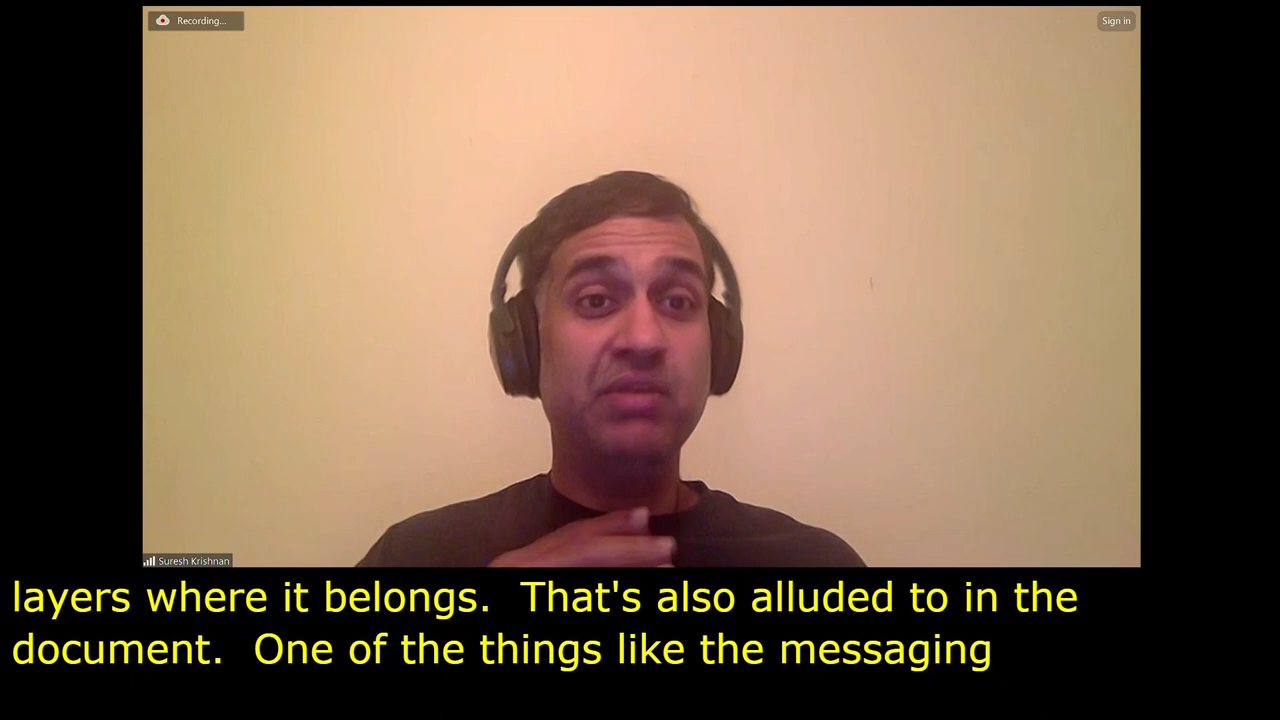 Recording...
Sign in
Suresh Krishnan
layers where it belongs.  That's also alluded to in the
document.  One of the things like the messaging